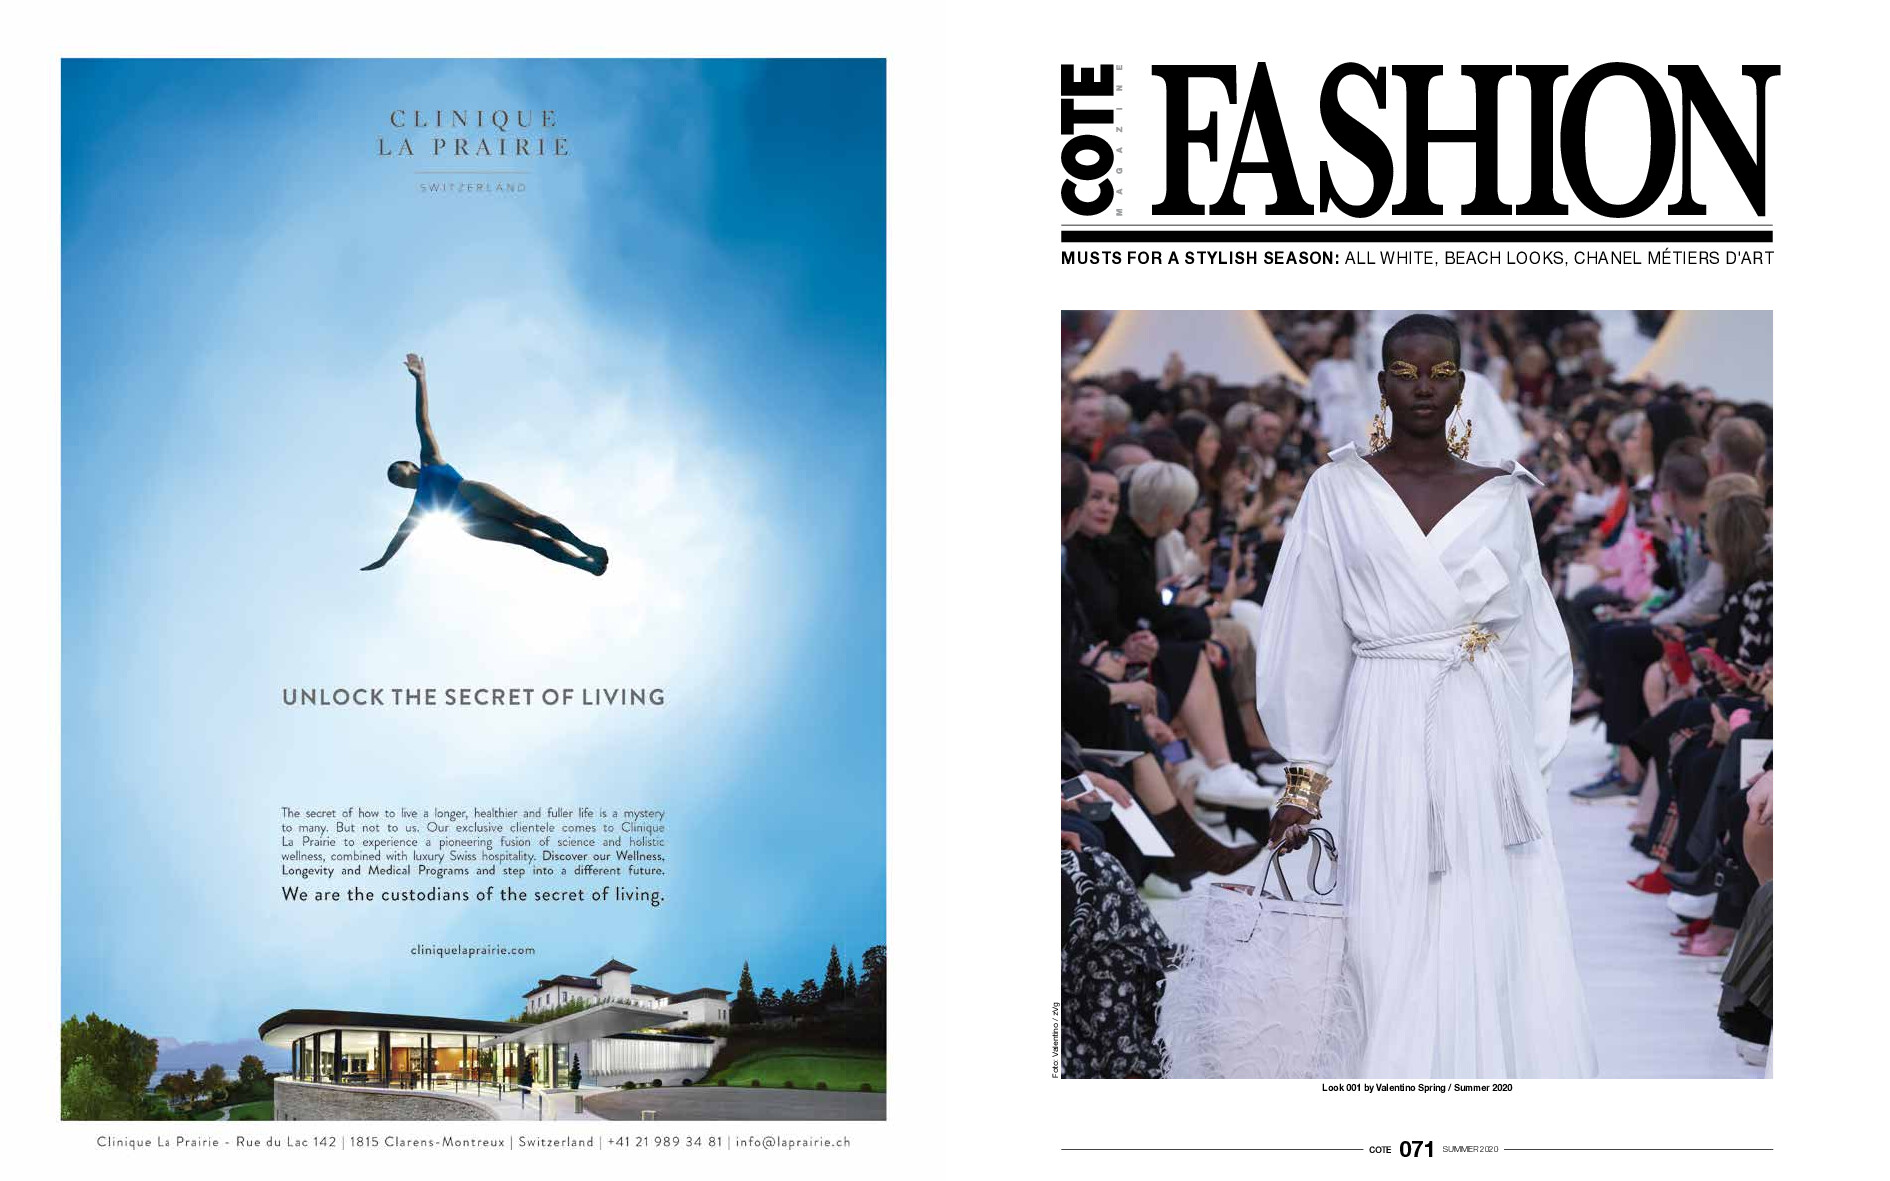 CLINIQUE
LA PRAIRIE
SWITZERLAND
UNLOCK THE SECRET OF LIVING
The secret of how to live a longer, healthier and fuller life is a mystery
to many. But not to us. Our exclusive clientele comes to Clinique
La Prairie to experience a pioneering fusion of science and holistic
wellness, combined with luxury Swiss hospitality. Discover our Wellness,
Longevity and Medical Programs and step into a different future.
We are the custodians of the secret of living.
cliniquelaprairie.com
Clinique La Prairie - Rue du Lac 142 | 1815 Clarens-Montreux | Switzerland | +41 21 989 34 81 | info@laprairie.ch
COTE
MAGAZINE
FASHION
MUSTS FOR A STYLISH SEASON: ALL WHITE, BEACH LOOKS, CHANEL MÉTIERS D'ART
Foto: Valentino / zVg
Look 001 by Valentino Spring / Summer 2020
COTE 071 SUMMER 2020